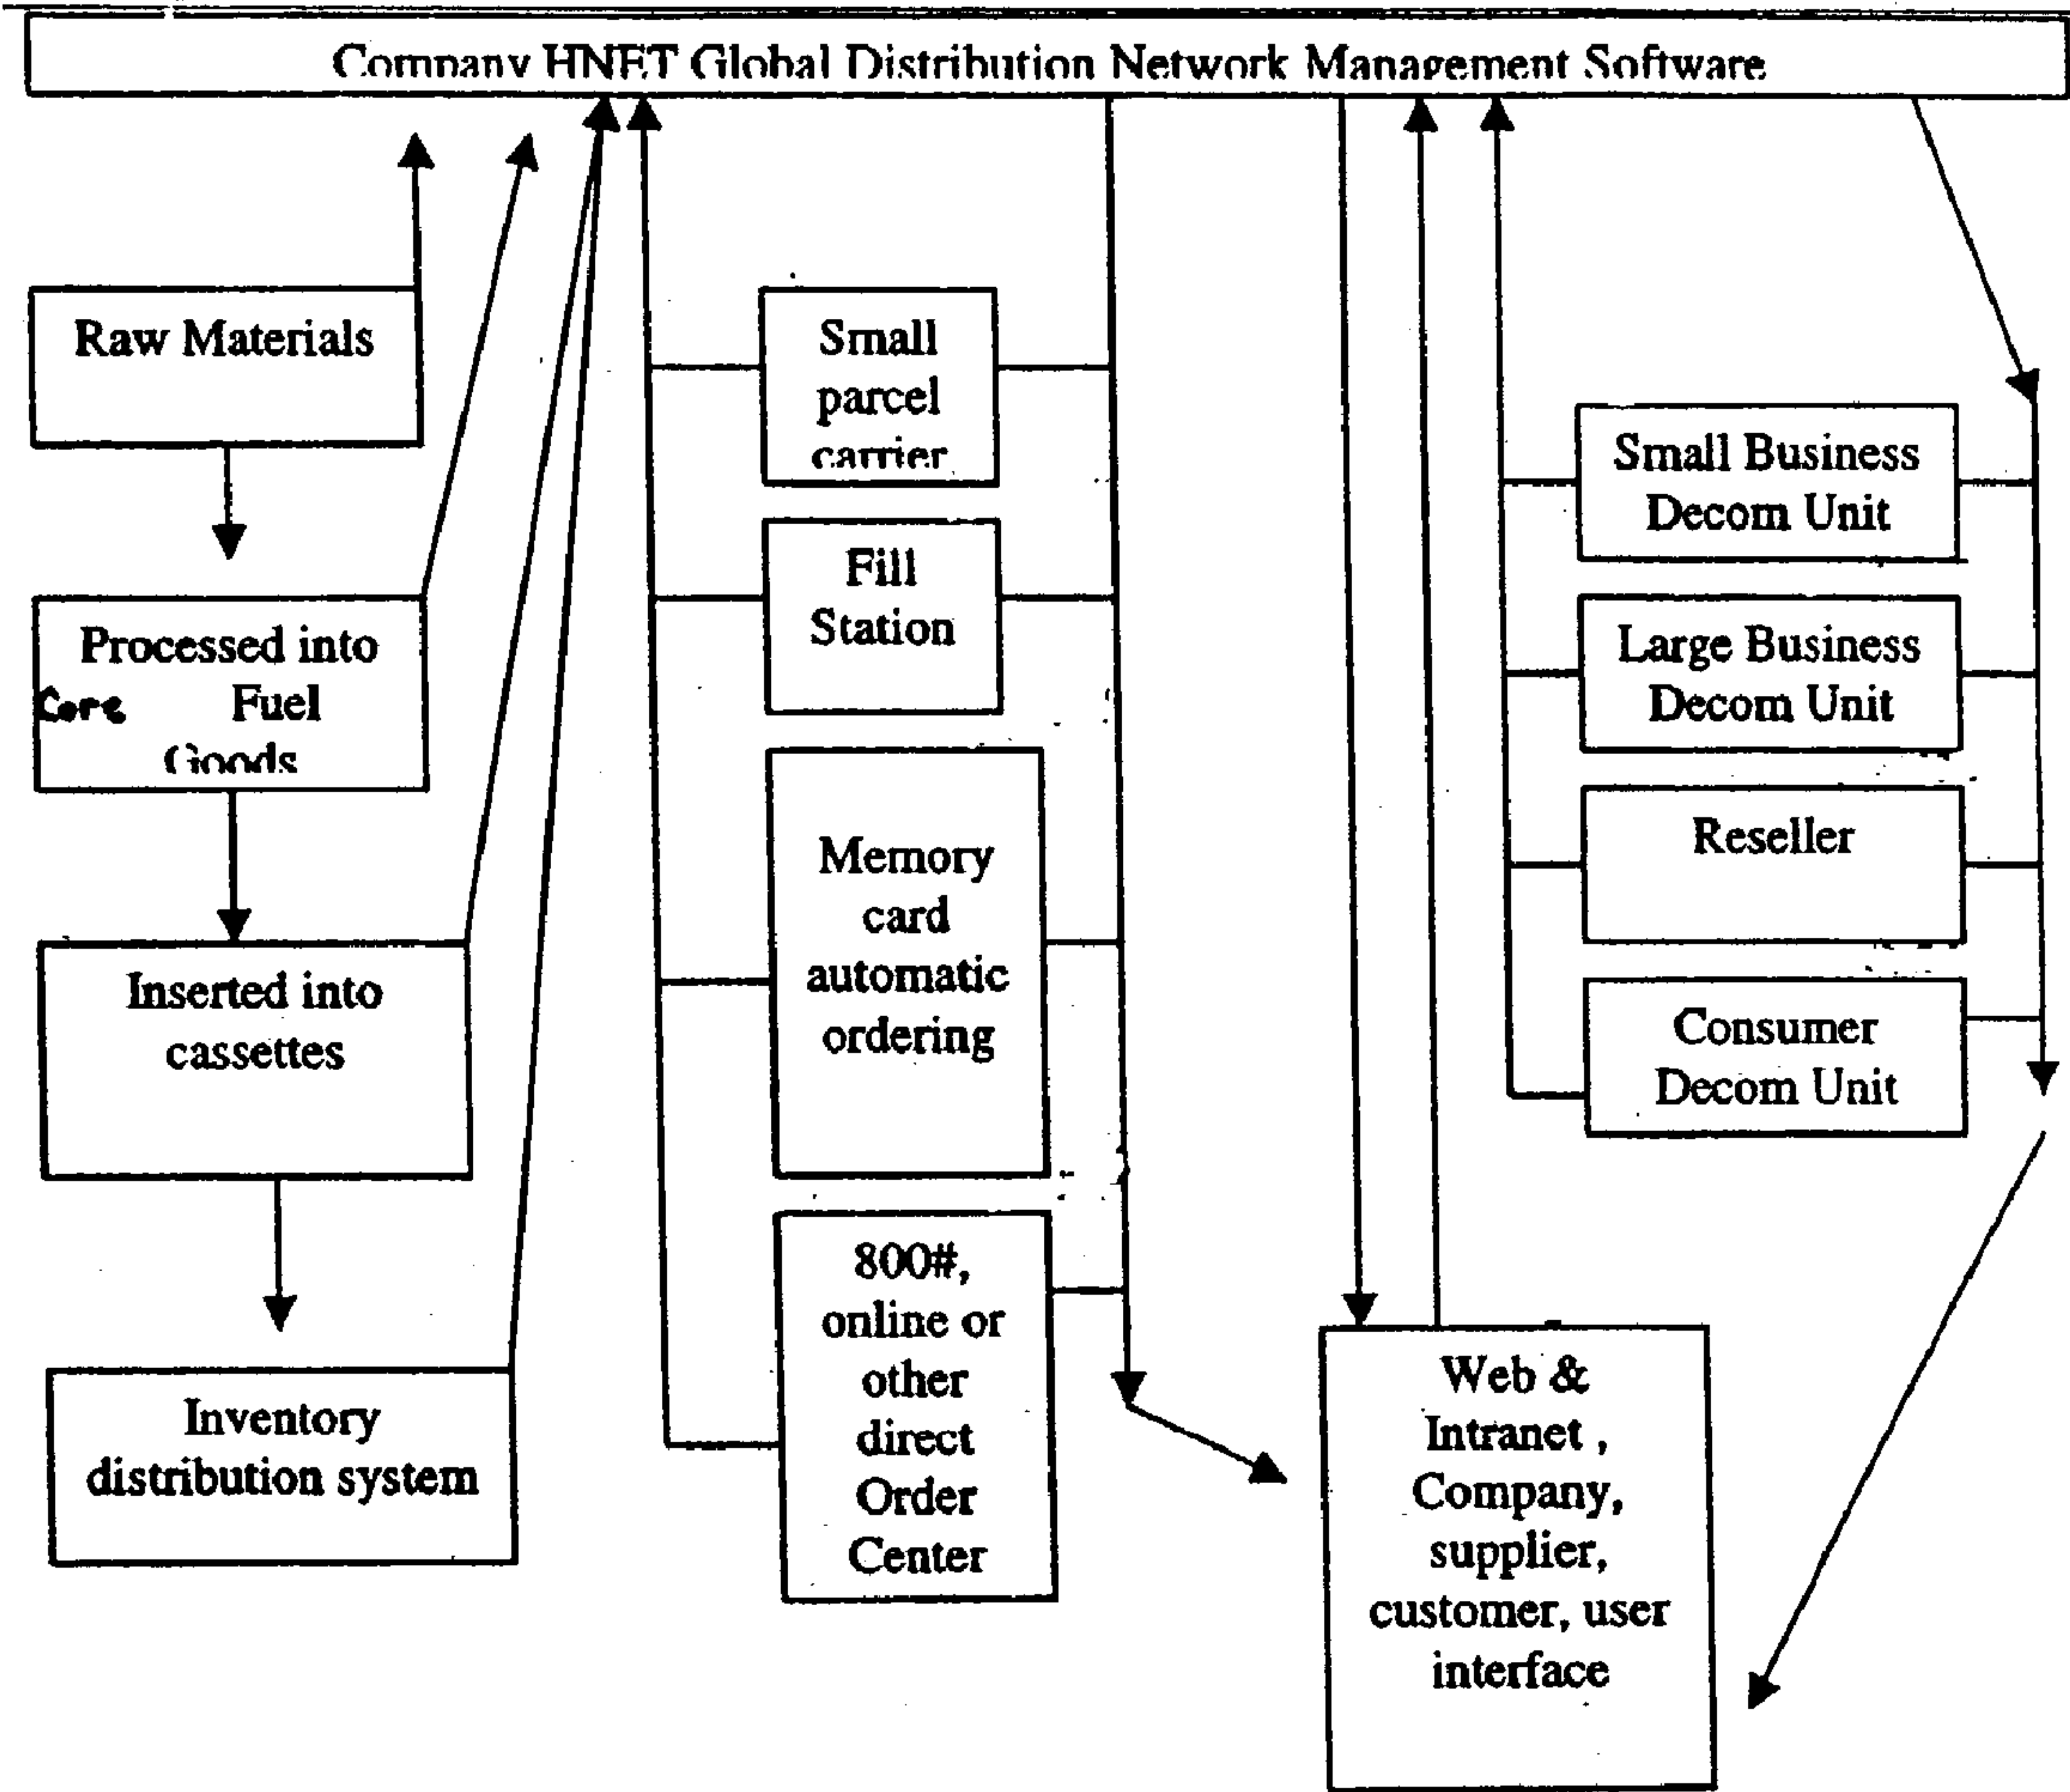 Company HNET Global Distribution Network Management Software
Raw Materials
Processed into
Core Fuel
Goods
Inserted into
cassettes
Inventory
distribution system
Small
parcel
carrier
Fill
Station
Memory
card
automatic
ordering
800#,
online or
other
direct
Order
Center
Web &
Intranet ,
Company,
supplier,
customer, user
interface
Small Business
Decom Unit
Large Business
Decom Unit
Reseller
Consumer
Decom Unit